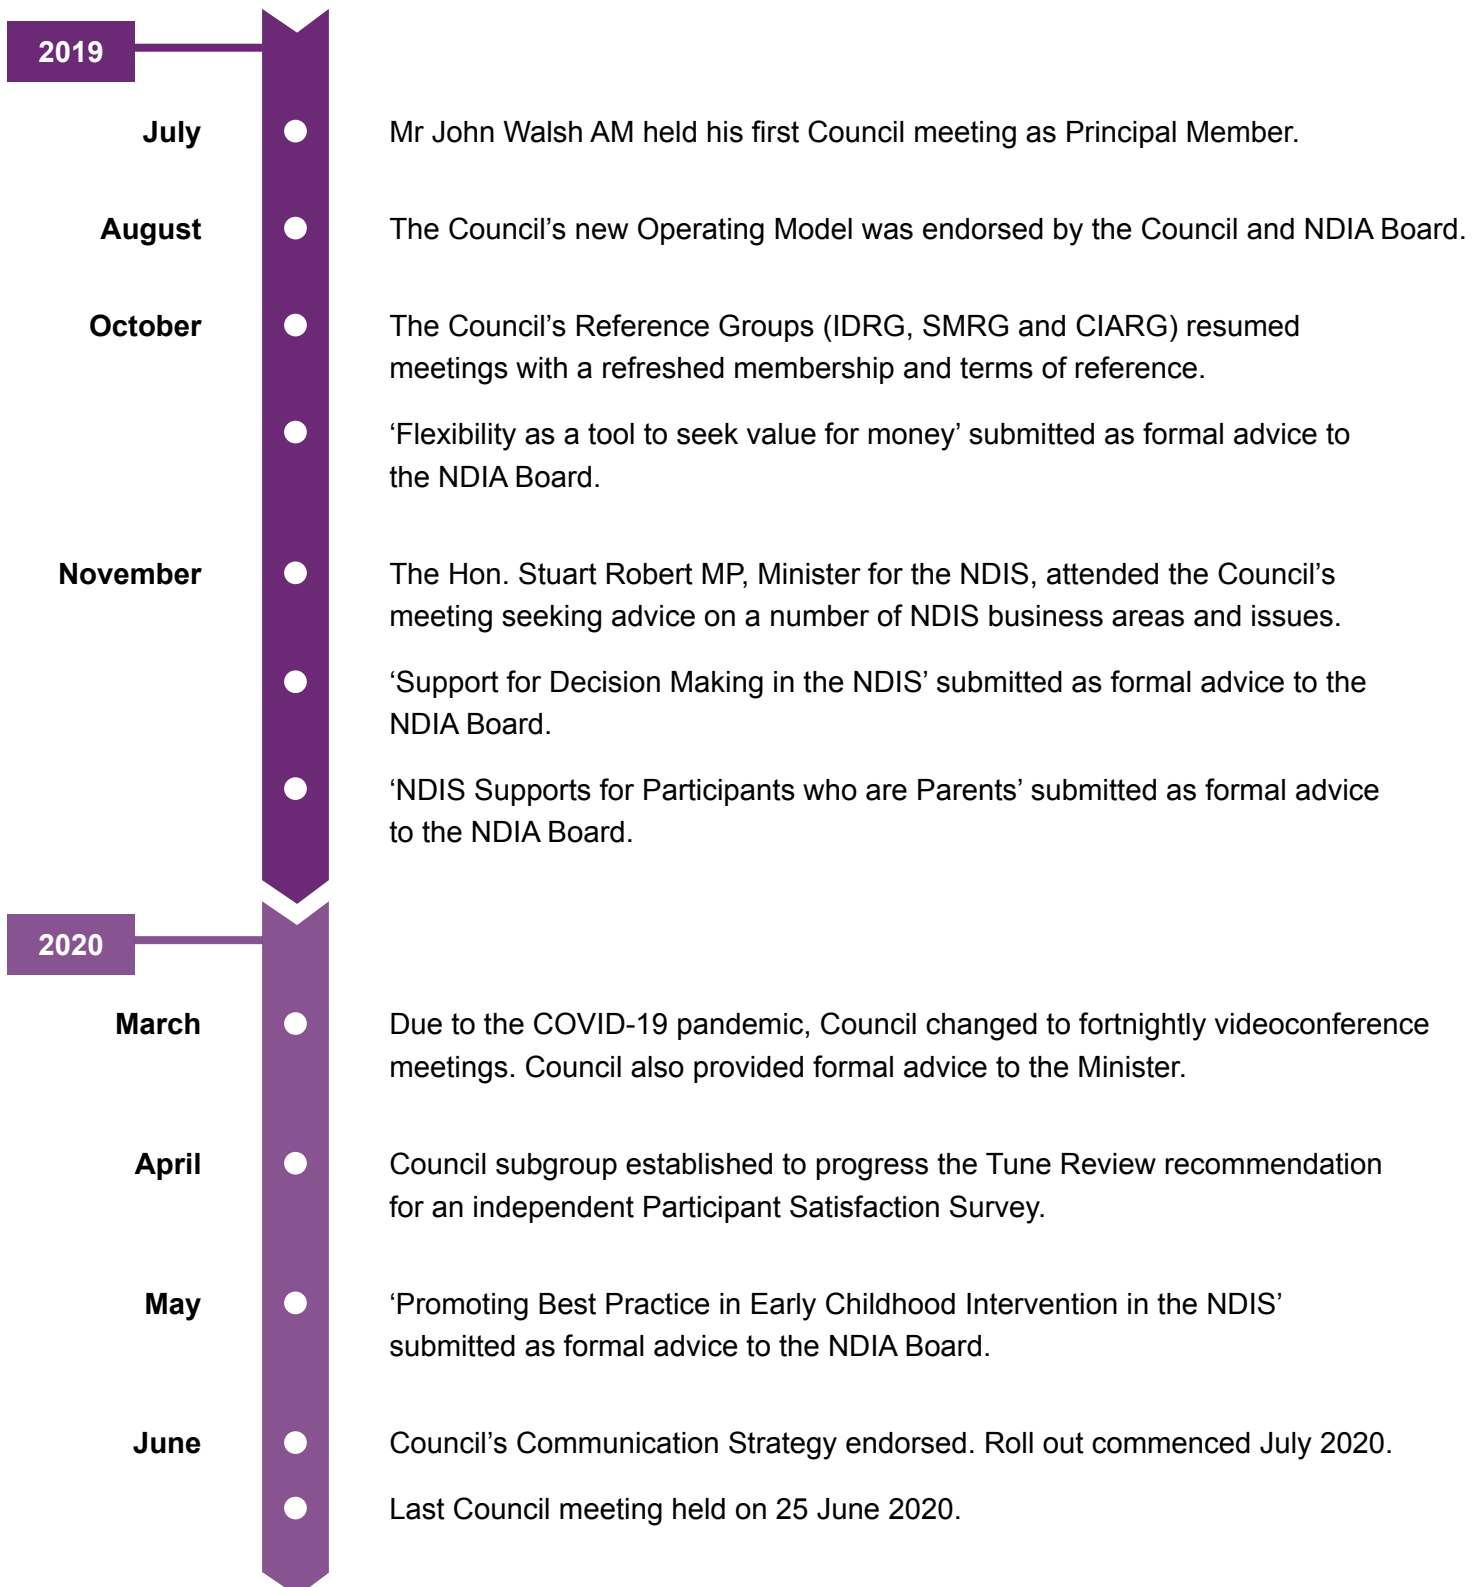 2019
July
Mr John Walsh AM held his first Council meeting as Principal Member.
August
The Council’s new Operating Model was endorsed by the Council and NDIA Board.
October
The Council’s Reference Groups (IDRG, SMRG and CIARG) resumed
meetings with a refreshed membership and terms of reference.
‘Flexibility as a tool to seek value for money’ submitted as formal advice to
the NDIA Board.
November
The Hon. Stuart Robert MP, Minister for the NDIS, attended the Council’s
meeting seeking advice on a number of NDIS business areas and issues.
‘Support for Decision Making in the NDIS’ submitted as formal advice to the
NDIA Board.
‘NDIS Supports for Participants who are Parents’ submitted as formal advice
to the NDIA Board.
2020
March
Due to the COVID-19 pandemic, Council changed to fortnightly videoconference
meetings. Council also provided formal advice to the Minister.
April
Council subgroup established to progress the Tune Review recommendation
for an independent Participant Satisfaction Survey.
May
‘Promoting Best Practice in Early Childhood Intervention in the NDIS’
submitted as formal advice to the NDIA Board.
June
Council’s Communication Strategy endorsed. Roll out commenced July 2020.
Last Council meeting held on 25 June 2020.